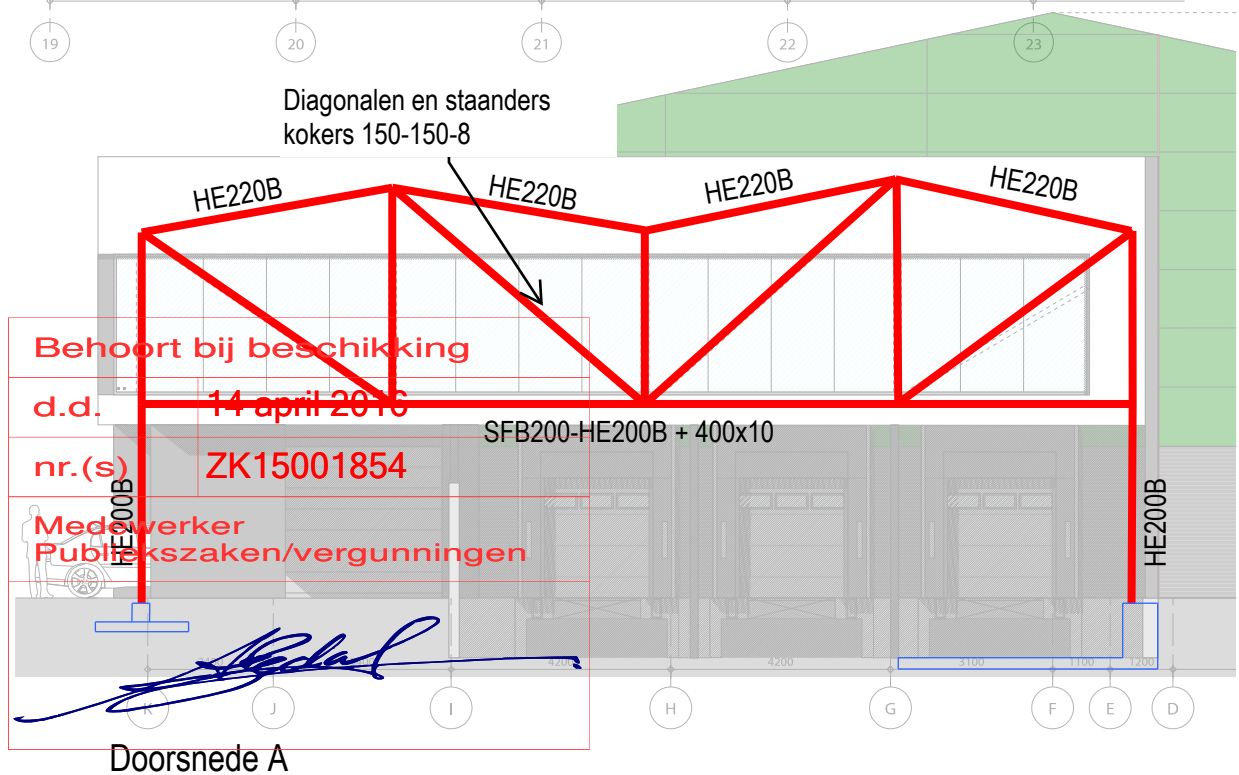 19 20 21 22 23
Diagonalen en staanders
kokers 150-150-8
HE220B HE220B HE220B HE220B
Behoort bij beschikking
d.d. 14 april 2016
SFB200-HE200B + 400x10
nr.(s) ZK15001854
HE200B HE200B
Medewerker
Publiekszaken/vergunningen
4200 4200 3100 1100 1200
K J I H G F E D
Doorsnede A